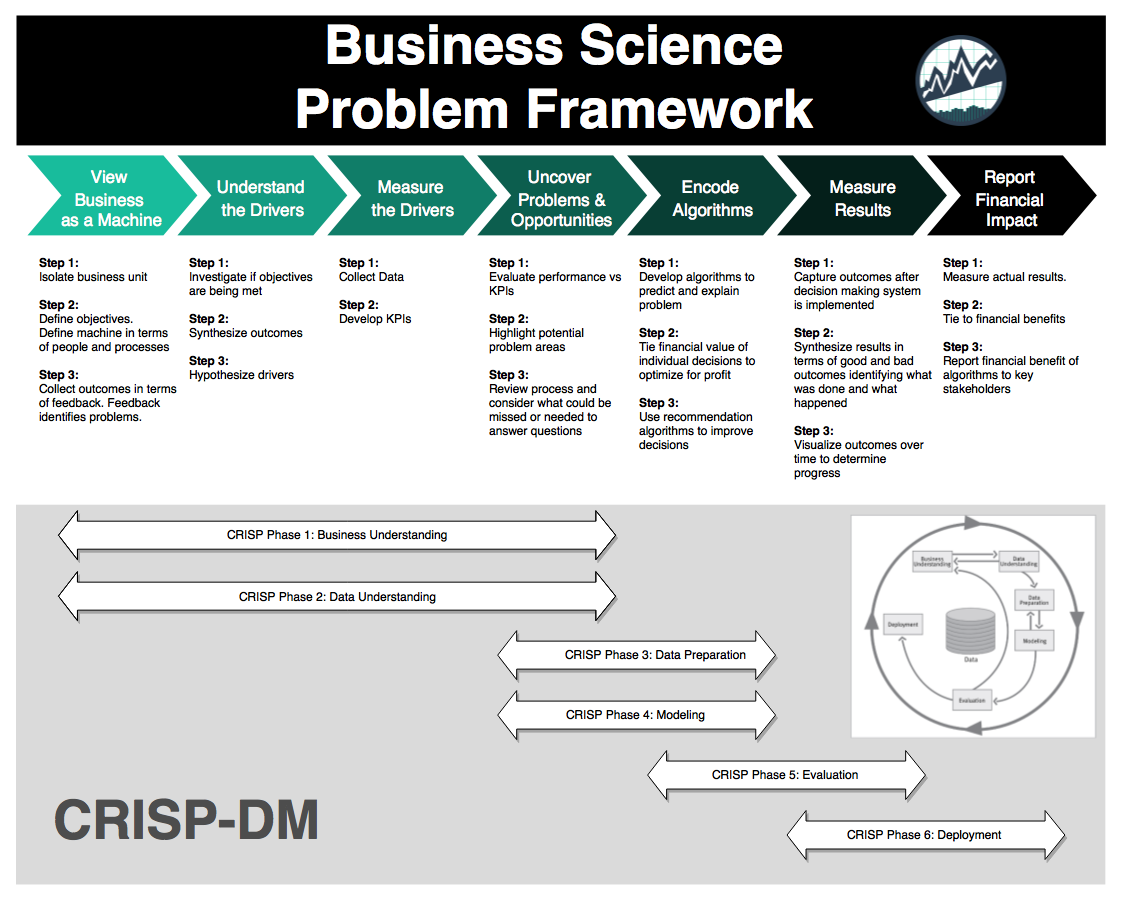 Business Science
Problem Framework
View
Business
as a Machine
Understand
the Drivers
Measure
the Drivers
Uncover
Problems &
Opportunities
Encode
Algorithms
Measure
Results
Report
Financial
Impact
Step 1:
Isolate business unit
Step 2:
Define objectives.
Define machine in terms
of people and processes
Step 3:
Collect outcomes in terms
of feedback. Feedback
identifies problems.
Step 1:
Investigate if objectives
are being met
Step 2:
Synthesize outcomes
Step 3:
Hypothesize drivers
Step 1:
Collect Data
Step 2:
Develop KPIs
Step 1:
Evaluate performance vs
KPIs
Step 2:
Highlight potential
problem areas
Step 3:
Review process and
consider what could be
missed or needed to
answer questions
Step 1:
Develop algorithms to
predict and explain
problem
Step 2:
Tie financial value of
individual decisions to
optimize for profit
Step 3:
Use recommendation
algorithms to improve
decisions
Step 1:
Capture outcomes after
decision making system
is implemented
Step 2:
Synthesize results in
terms of good and bad
outcomes identifying what
was done and what
happened
Step 3:
Visualize outcomes over
time to determine
progress
Step 1:
Measure actual results.
Step 2:
Tie to financial benefits
Step 3:
Report financial benefit of
algorithms to key
stakeholders
CRISP Phase 1: Business Understanding
CRISP Phase 2: Data Understanding
CRISP Phase 3: Data Preparation
CRISP Phase 4: Modeling
CRISP Phase 5: Evaluation
CRISP Phase 6: Deployment
CRISP-DM
Business
Understanding
Data
Understanding
Data
Preparation
Modeling
Deployment
Data
Evaluation